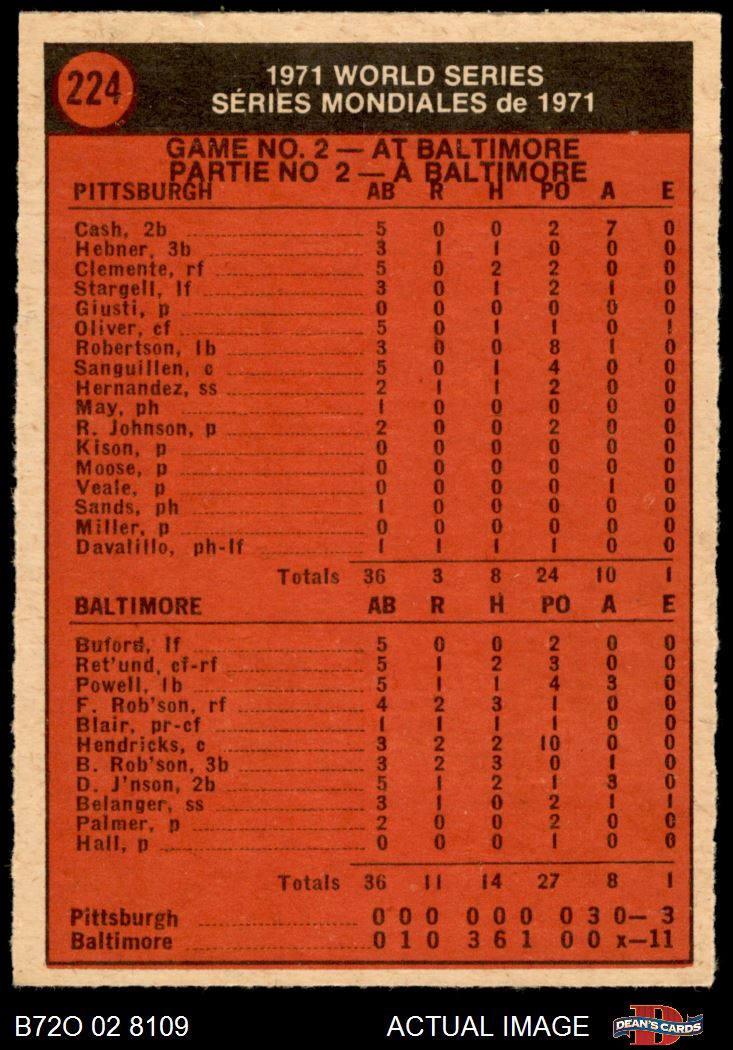 224
1971 WORLD SERIES
SÉRIES MONDIALES de 1971
GAME NO. 2 — AT BALTIMORE
PARTIE NO 2 — À BALTIMORE
PITTSBURGH AB R H PO A E
Cash, 2b 5 0 0 2 7 0
Hebner, 3b 3 1 1 0 0 0
Clemente, rf 5 0 2 2 0 0
Stargell, lf 3 0 1 2 1 0
Giusti, p 0 0 0 0 0 0
Oliver, cf 5 0 1 1 0 1
Robertson, 1b 3 0 0 8 1 0
Sanguillen, c 5 0 1 4 0 0
Hernandez, ss 2 1 1 2 0 0
May, ph 1 0 0 0 0 0
R. Johnson, p 2 0 0 2 0 0
Kison, p 0 0 0 0 0 0
Moose, p 0 0 0 0 0 0
Veale, p 0 0 0 0 1 0
Sands, ph 1 0 0 0 0 0
Miller, p 0 0 0 0 0 0
Davalillo, ph-lf 1 1 1 1 0 0
Totals 36 3 8 24 10 1
BALTIMORE AB R H PO A E
Buford, lf 5 0 0 2 0 0
Ret'und, cf-rf 5 1 2 3 0 0
Powell, 1b 5 1 1 4 3 0
F. Rob'son, rf 4 2 3 1 0 0
Blair, pr-cf 1 1 1 1 0 0
Hendricks, c 3 2 2 10 0 0
B. Rob'son, 3b 3 2 3 0 1 0
D. J'nson, 2b 5 1 2 1 3 0
Belanger, ss 3 1 0 2 1 1
Palmer, p 2 0 0 2 0 0
Hall, p 0 0 0 1 0 0
Totals 36 11 14 27 8 1
Pittsburgh 0 0 0 0 0 0 0 3 0— 3
Baltimore 0 1 0 3 6 1 0 0 x—11
B72O 02 8109 ACTUAL IMAGE DEAN'S CARDS